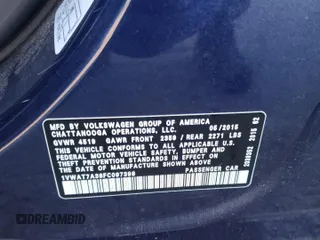 MFD BY VOLKSWAGEN GROUP OF AMERICA
CHATTANOOGA OPERATIONS, LLC. 05/2015
GVWR 4519 GAWR FRONT 2359 / REAR 2271 LBS
THIS VEHICLE CONFORMS TO ALL APPLICABLE
FEDERAL MOTOR VEHICLE SAFETY, BUMPER,
AND THEFT PREVENTION STANDARDS IN EFFECT
ON THE DATE OF MANUFACTURE SHOWN ABOVE.
PASSENGER CAR
DREAMBID